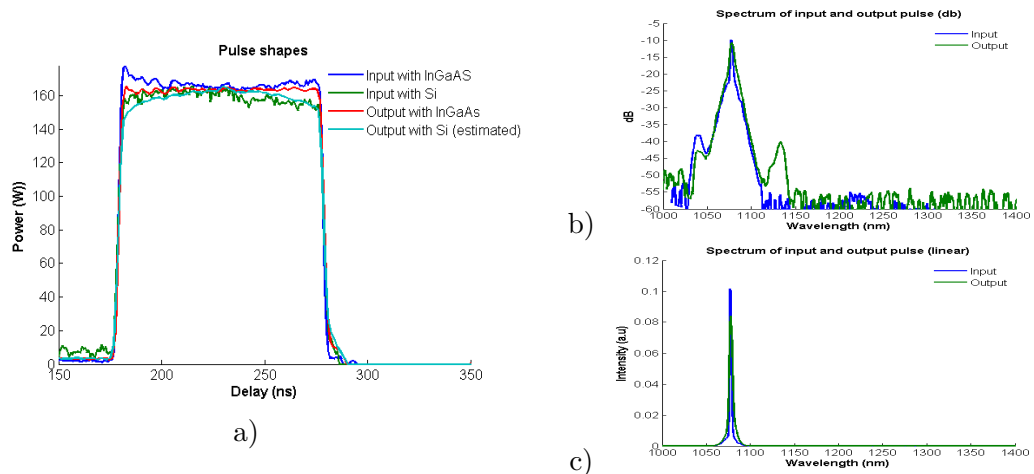 Pulse shapes
Input with InGaAS
Input with Si
Output with InGaAs
Output with Si (estimated)
160
140
120
100
80
60
40
20
0
150
200
250
300
350
Power (W))
Delay (ns)
a)
Spectrum of input and output pulse (db)
Input
Output
-5
-10
-15
-20
-25
-30
-35
-40
-45
-50
-55
-60
1000
1050
1100
1150
1200
1250
1300
1350
1400
dB
Wavelength (nm)
b)
Spectrum of input and output pulse (linear)
Input
Output
0.12
0.1
0.08
0.06
0.04
0.02
0
1000
1050
1100
1150
1200
1250
1300
1350
1400
Intensity (a.u)
Wavelength (nm)
c)